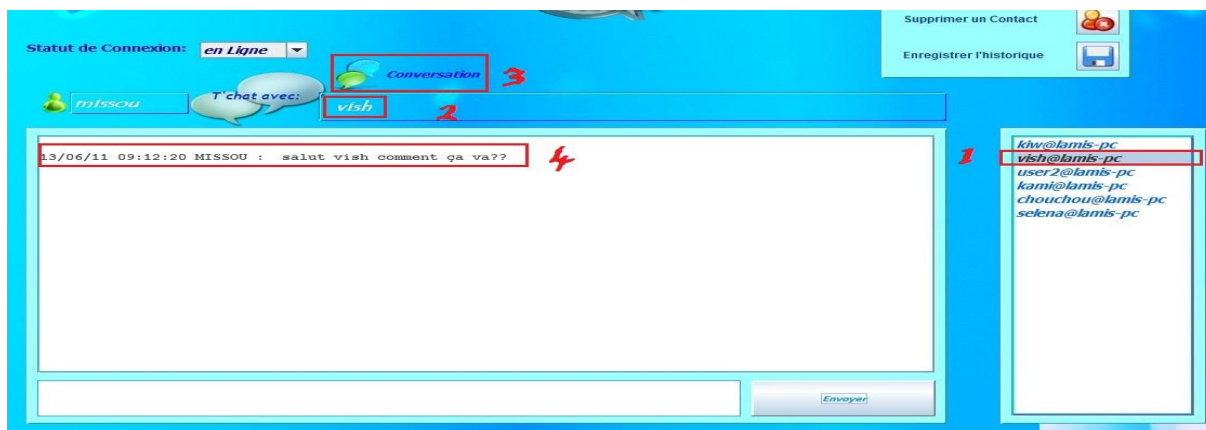 Supprimer un Contact
Statut de Connexion: en Ligne
Enregistrer l'historique
Conversation
3
missou
T'chat avec:
vish
2
13/06/11 09:12:20 MISSOU : salut vish comment ça va??
4
1
kiw@lamis-pc
vish@lamis-pc
user2@lamis-pc
kami@lamis-pc
chouchou@lamis-pc
selena@lamis-pc
Envoyer